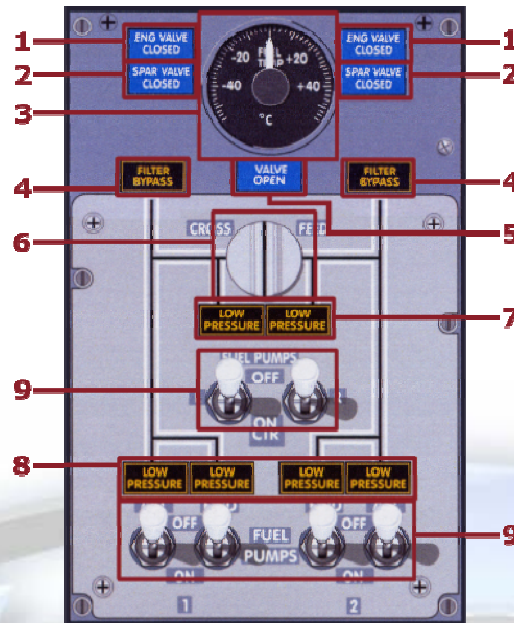 1 ENG VALVE CLOSED ENG VALVE CLOSED 1
2 SPAR VALVE CLOSED SPAR VALVE CLOSED 2
3 -20 FUEL TEMP +20
-40 +40
°C
4 FILTER BYPASS VALVE OPEN FILTER BYPASS 4
5
6 CROSS FEED
LOW PRESSURE LOW PRESSURE 7
FUEL PUMPS
9 OFF
ON
CTR
8 LOW PRESSURE LOW PRESSURE LOW PRESSURE LOW PRESSURE
OFF FUEL OFF
PUMPS 9
ON ON
1 2